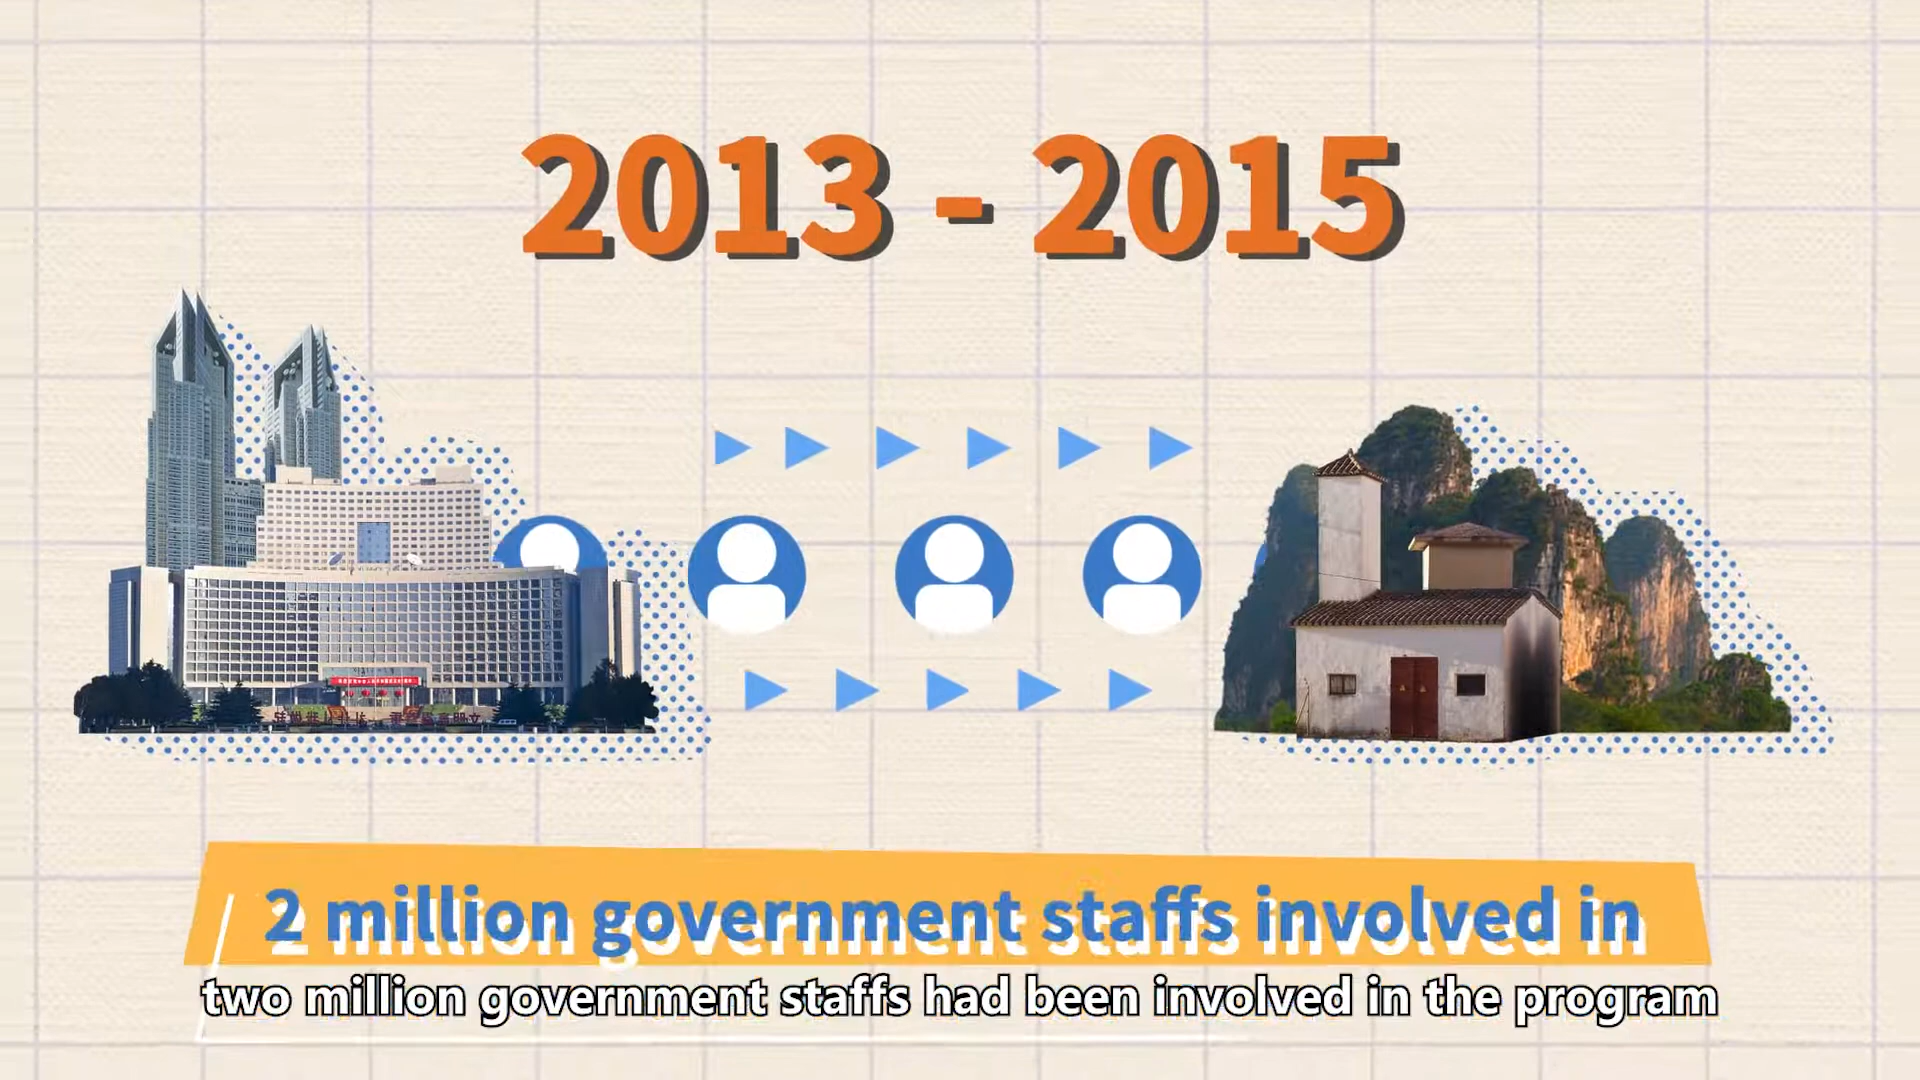 2013 - 2015
2 million government staffs involved in
two million government staffs had been involved in the program